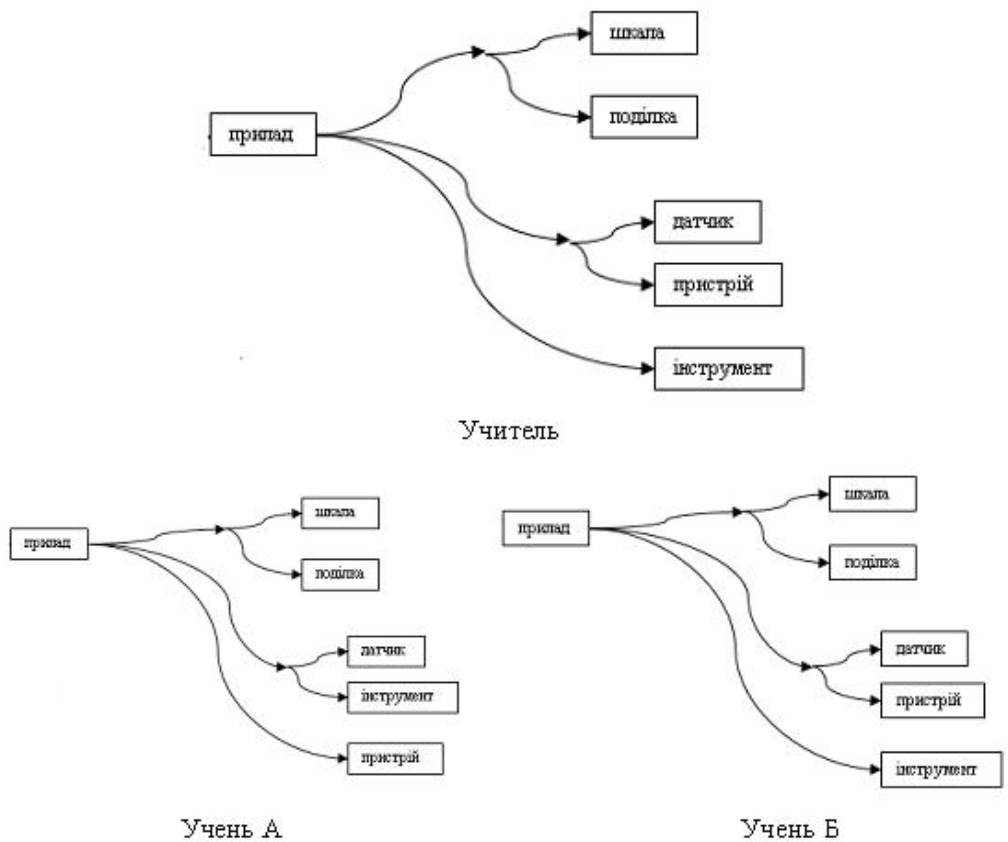 шкала
поділка
прилад
датчик
пристрій
інструмент
Учитель
шкала
прилад
поділка
датчик
інструмент
пристрій
Учень А
шкала
прилад
поділка
датчик
пристрій
інструмент
Учень Б